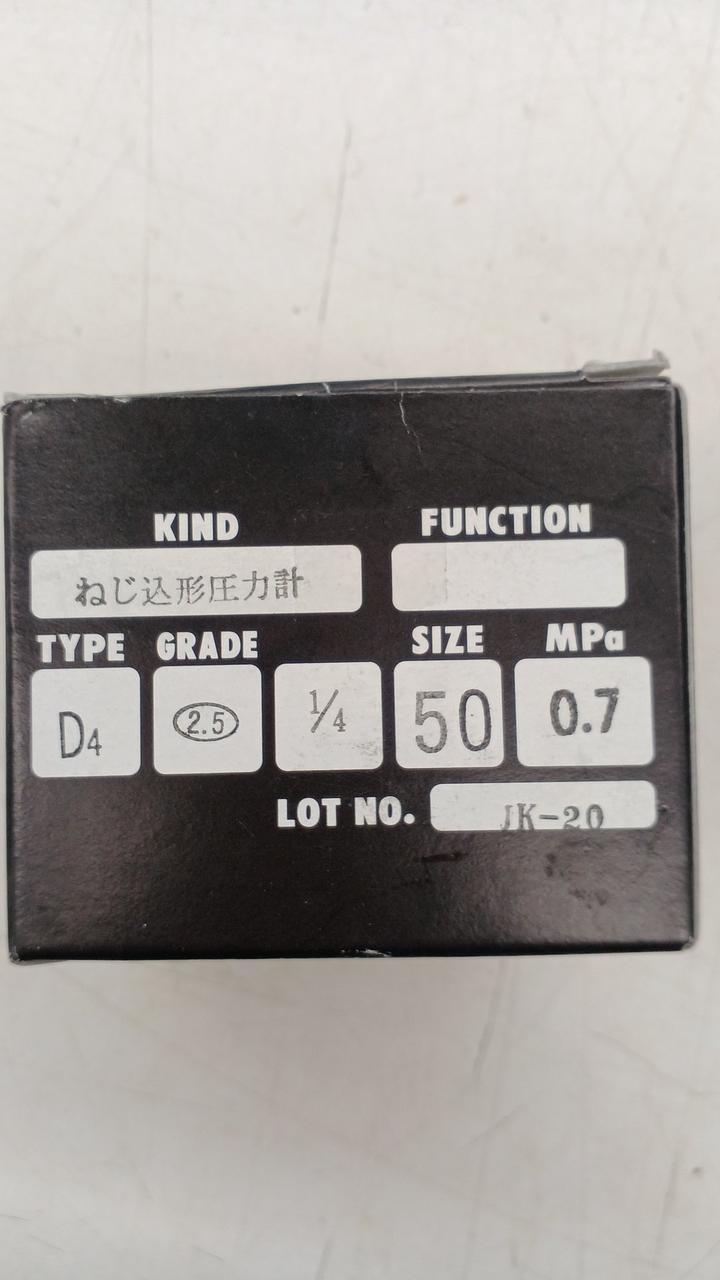 KIND FUNCTION
ねじ込形圧力計
TYPE GRADE SIZE MPa
D4 2.5 1/4 50 0.7
LOT NO. JK-20